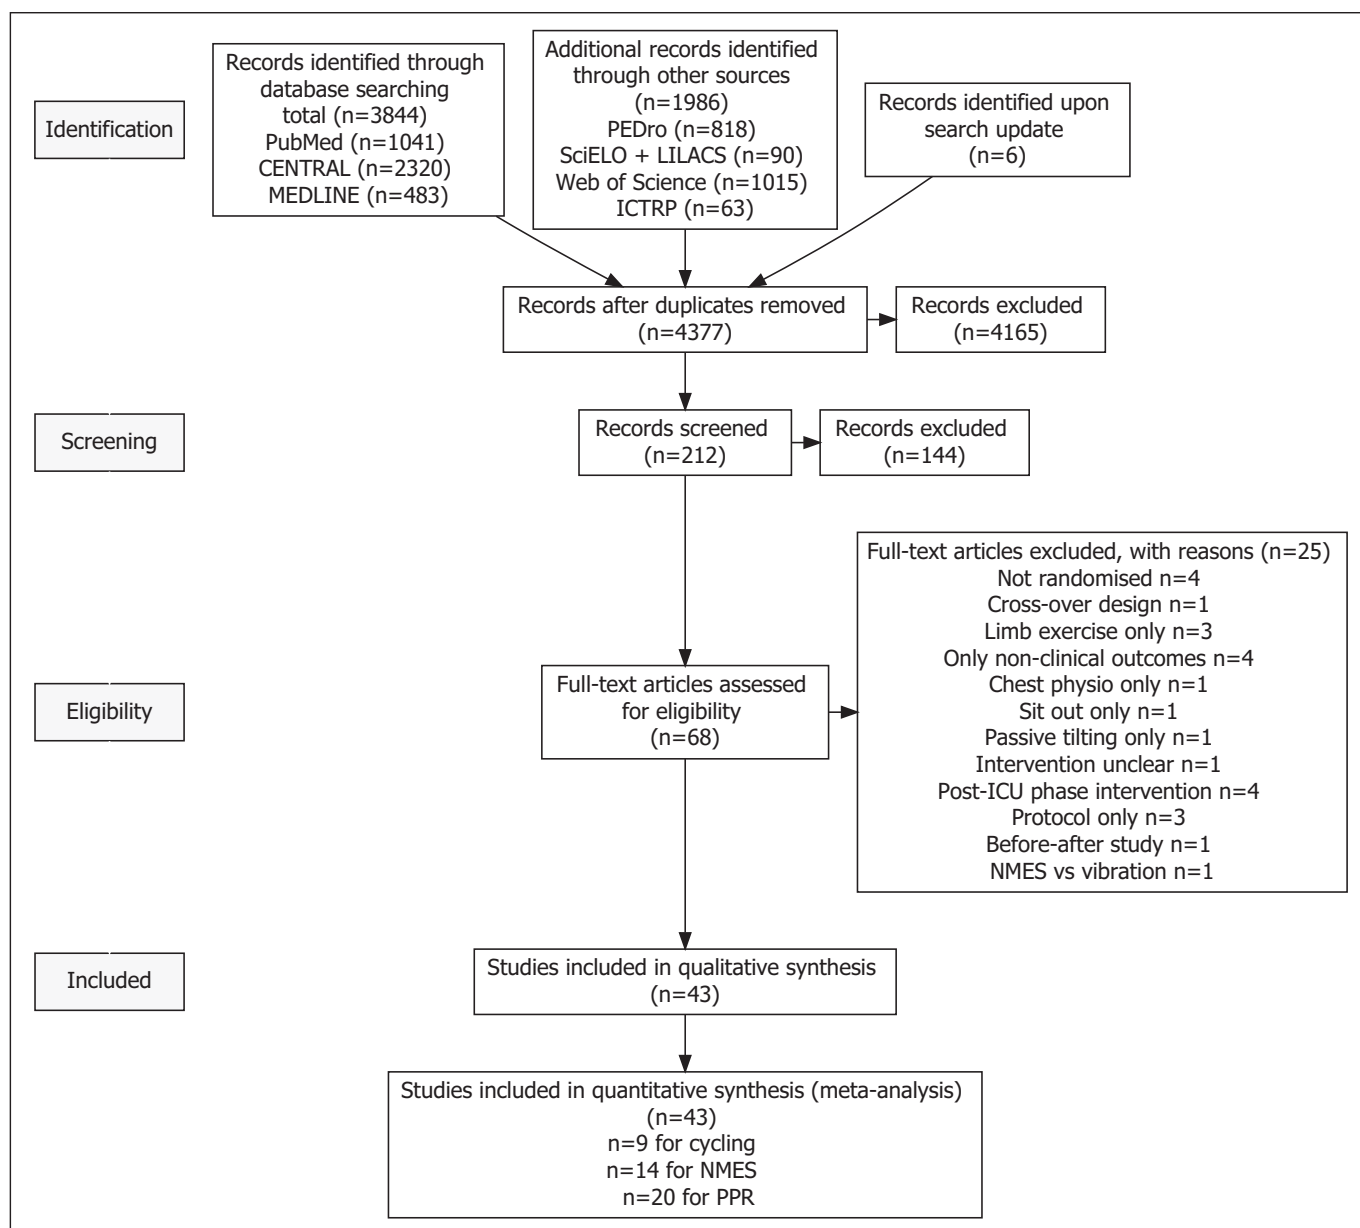 Identification
Records identified through
database searching
total (n=3844)
PubMed (n=1041)
CENTRAL (n=2320)
MEDLINE (n=483)
Additional records identified
through other sources
(n=1986)
PEDro (n=818)
SciELO + LILACS (n=90)
Web of Science (n=1015)
ICTRP (n=63)
Records identified upon
search update
(n=6)
Records after duplicates removed
(n=4377)
Records excluded
(n=4165)
Screening
Records screened
(n=212)
Records excluded
(n=144)
Eligibility
Full-text articles assessed
for eligibility
(n=68)
Full-text articles excluded, with reasons (n=25)
Not randomised n=4
Cross-over design n=1
Limb exercise only n=3
Only non-clinical outcomes n=4
Chest physio only n=1
Sit out only n=1
Passive tilting only n=1
Intervention unclear n=1
Post-ICU phase intervention n=4
Protocol only n=3
Before-after study n=1
NMES vs vibration n=1
Included
Studies included in qualitative synthesis
(n=43)
Studies included in quantitative synthesis (meta-analysis)
(n=43)
n=9 for cycling
n=14 for NMES
n=20 for PPR